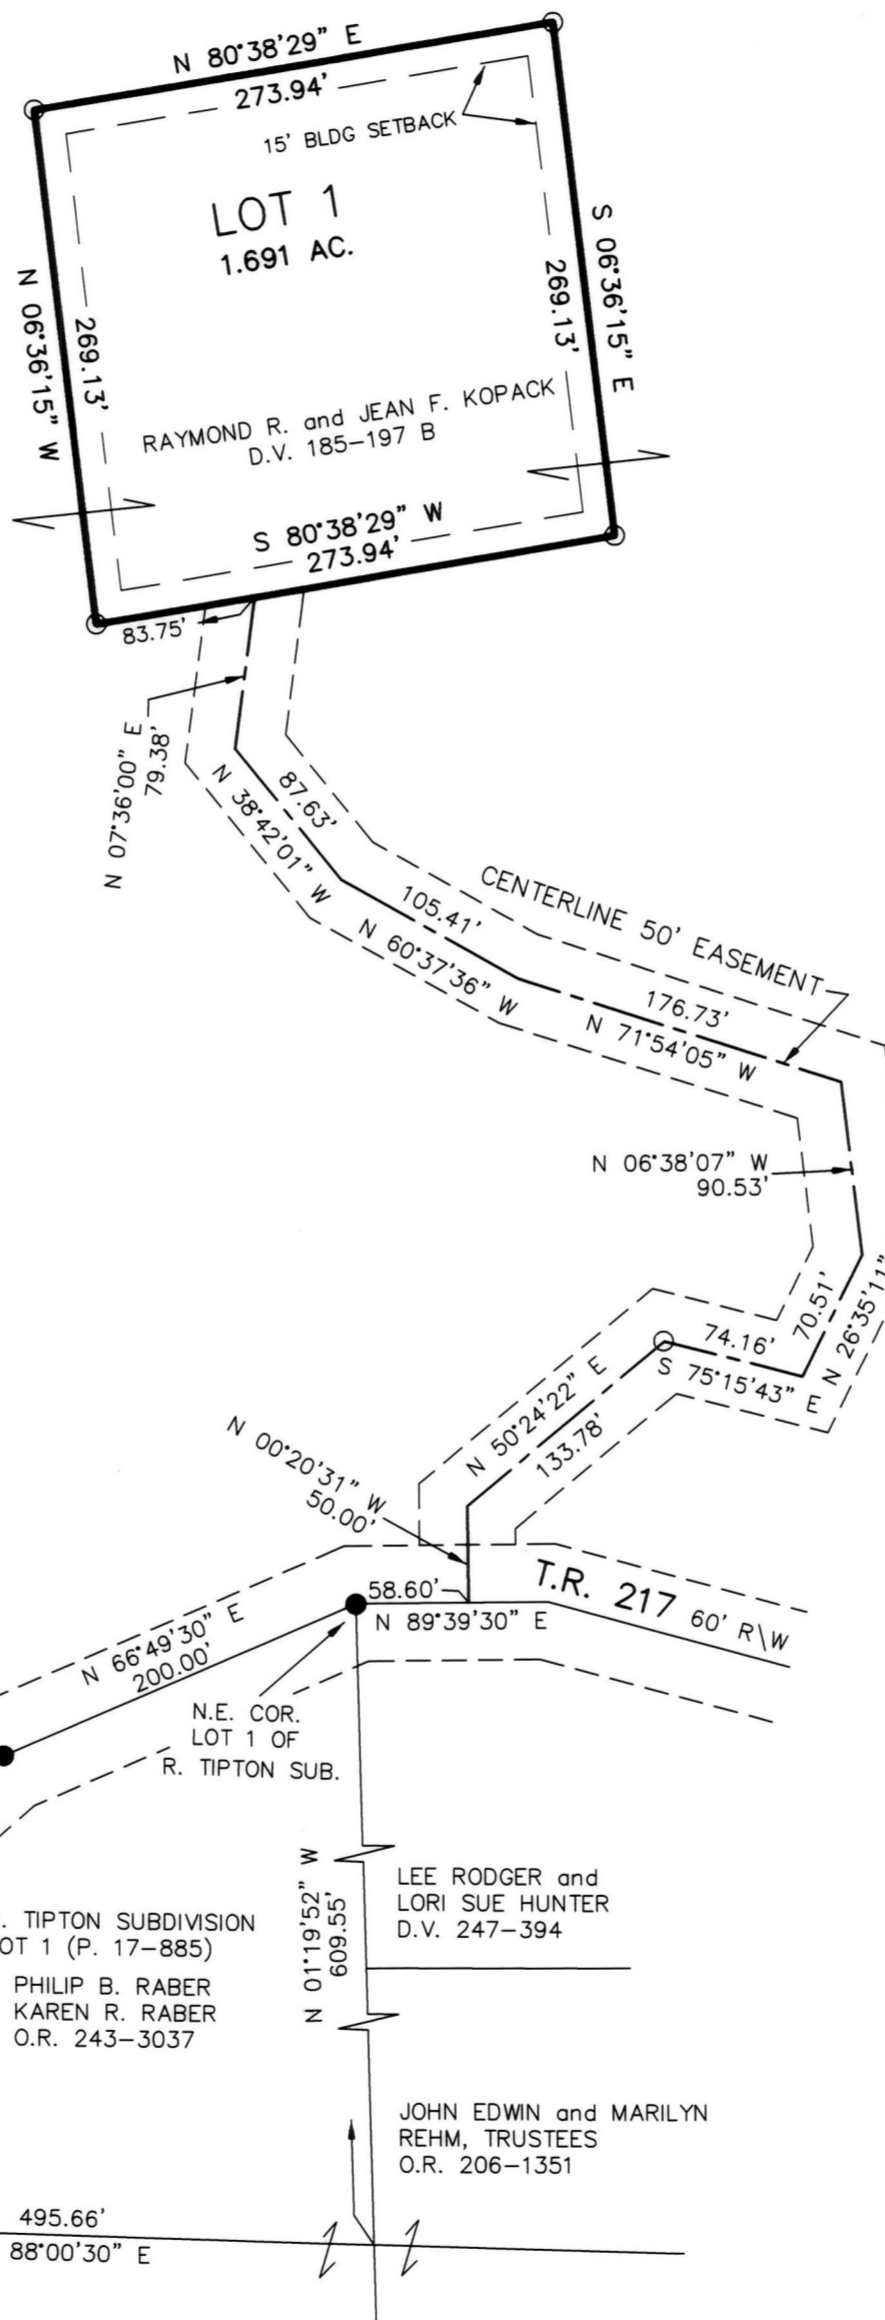 N 80°38'29" E
273.94'
15' BLDG SETBACK
LOT 1
1.691 AC.
N 06°36'15" W
269.13'
S 06°36'15" E
269.13'
RAYMOND R. and JEAN F. KOPACK
D.V. 185-197 B
S 80°38'29" W
273.94'
83.75'
N 07°36'00" E
79.38'
87.63'
N 38°42'01" W
105.41'
N 60°37'36" W
CENTERLINE 50' EASEMENT
176.73'
N 71°54'05" W
N 06°38'07" W
90.53'
70.51'
N 26°35'11"
74.16'
S 75°15'43" E
N 50°24'22" E
133.78'
N 00°20'31" W
50.00'
58.60'
N 89°39'30" E
T.R. 217 60' R\W
N 66°49'30" E
200.00'
N.E. COR.
LOT 1 OF
R. TIPTON SUB.
N 01°19'52" W
609.55'
LEE RODGER and
LORI SUE HUNTER
D.V. 247-394
. TIPTON SUBDIVISION
OT 1 (P. 17-885)
PHILIP B. RABER
KAREN R. RABER
O.R. 243-3037
JOHN EDWIN and MARILYN
REHM, TRUSTEES
O.R. 206-1351
495.66'
88°00'30" E